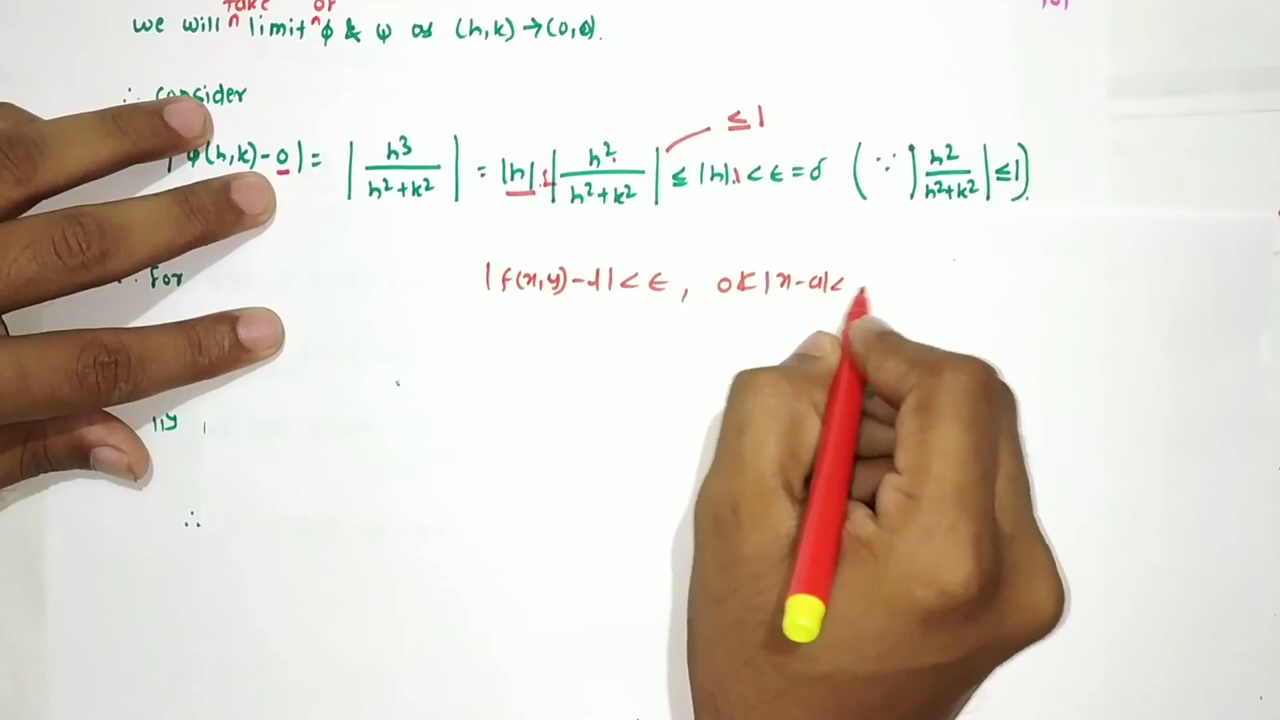 take of
we will ^ limit ^ φ & ψ as (h,k)→(0,0).
∴ consider
≤1
|φ(h,k)-0| = |h³/(h²+k²)| = |h|.|h²/(h²+k²)| ≤ |h|.1 < ε = δ (∵ |h²/(h²+k²)| ≤ 1)
for |f(x,y)-l| < ε, 0<|x-a|<
lly
∴